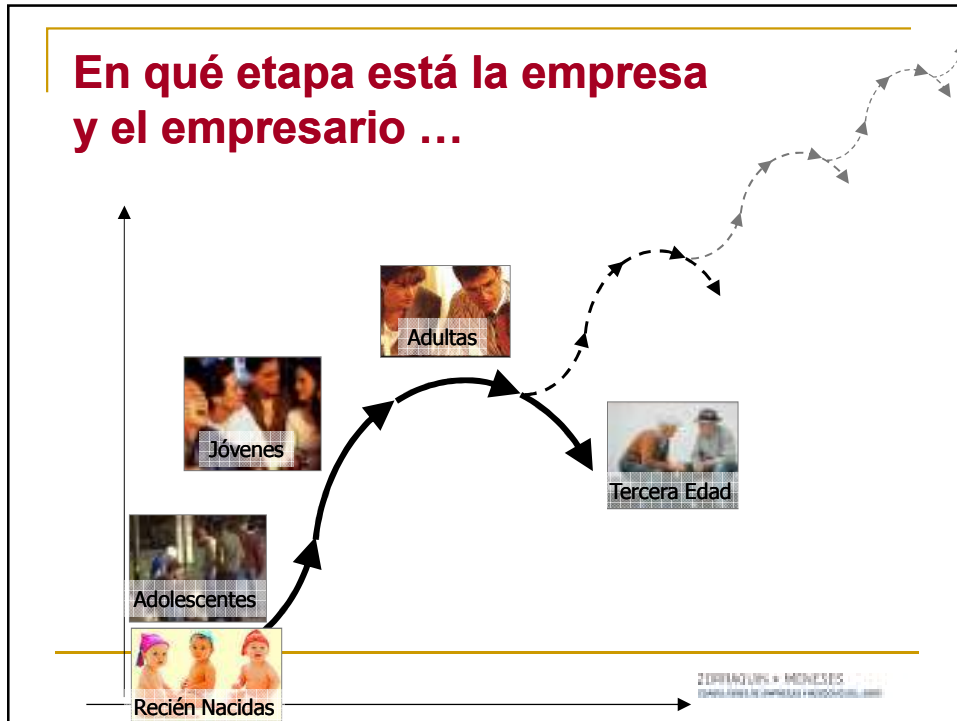 En qué etapa está la empresa
y el empresario …
Adultas
Jóvenes
Tercera Edad
Adolescentes
Recién Nacidas